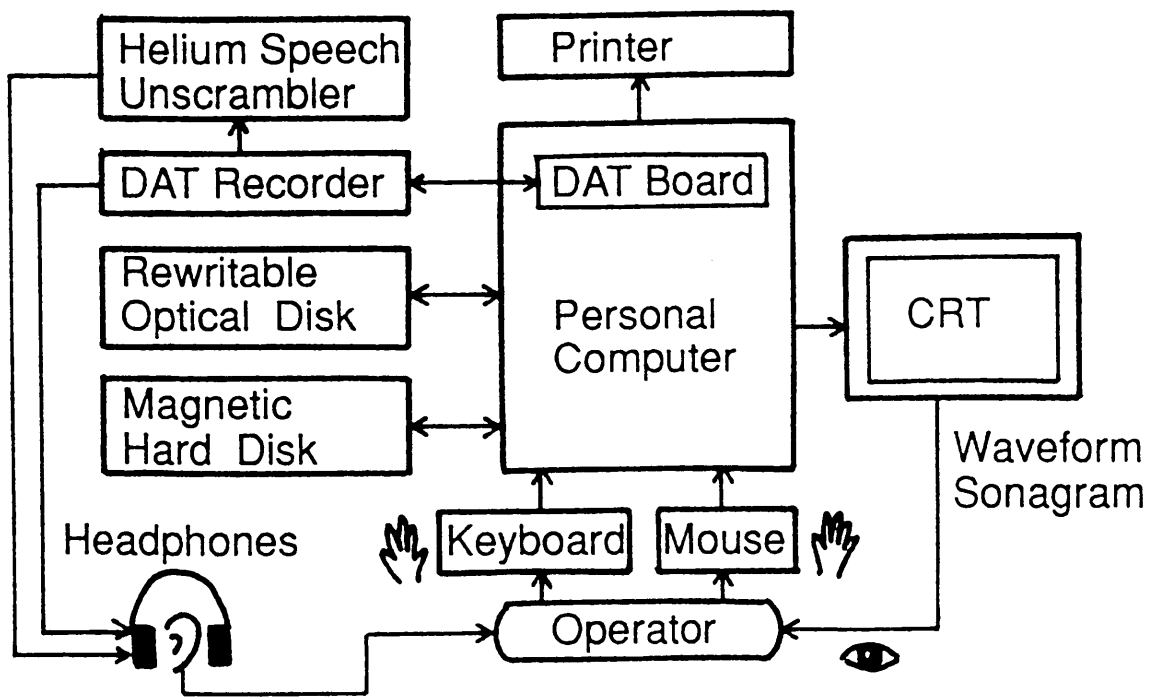 Helium Speech
Unscrambler
Printer
DAT Recorder
DAT Board
Rewritable
Optical Disk
Personal
Computer
CRT
Magnetic
Hard Disk
Waveform
Sonagram
Headphones
Keyboard
Mouse
Operator